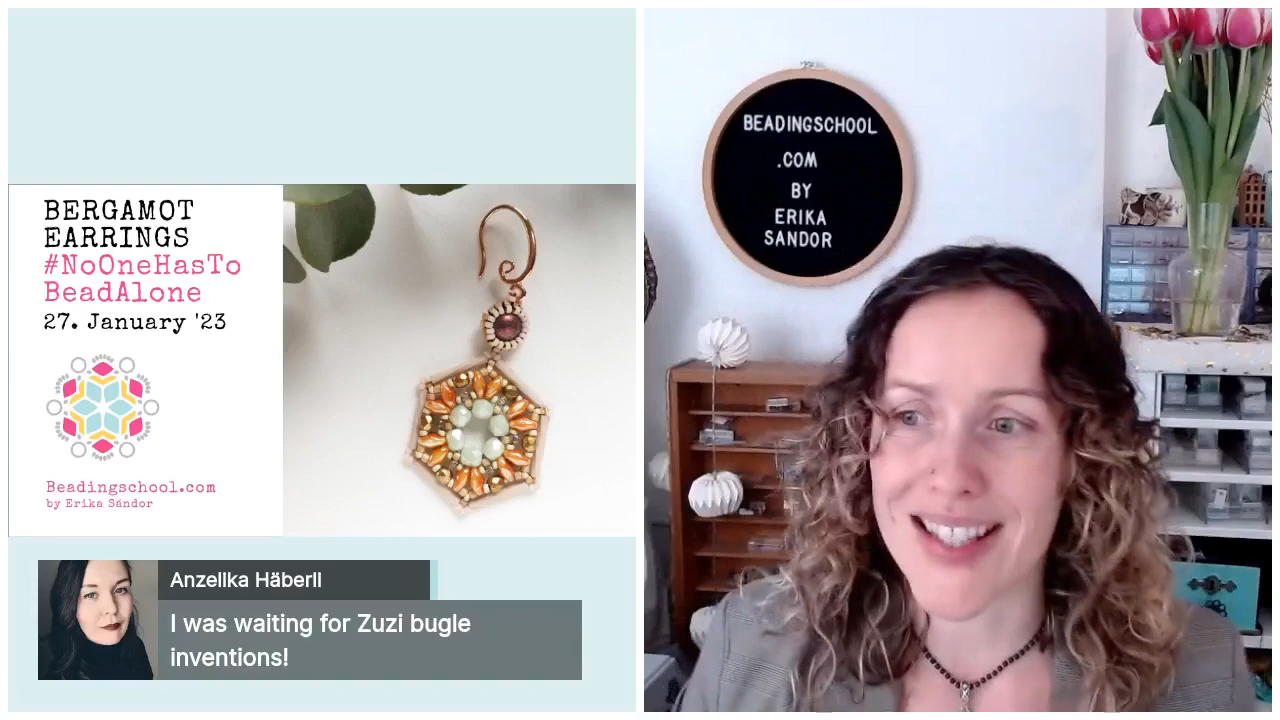 BERGAMOT
EARRINGS
#NoOneHasTo
BeadAlone
27. January '23
Beadingschool.com
by Erika Sándor
Anzelika Häberli
I was waiting for Zuzi bugle
inventions!
BEADINGSCHOOL
.COM
BY
ERIKA
SANDOR